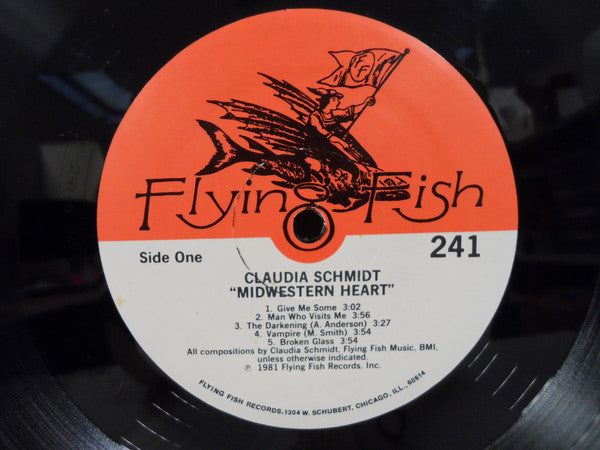 FF
Flying Fish
Side One
241
CLAUDIA SCHMIDT
"MIDWESTERN HEART"
1. Give Me Some 3:02
2. Man Who Visits Me 3:56
3. The Darkening (A. Anderson) 3:27
4. Vampire (M. Smith) 3:54
5. Broken Glass 3:54
All compositions by Claudia Schmidt, Flying Fish Music, BMI,
unless otherwise indicated.
℗ 1981 Flying Fish Records, Inc.
FLYING FISH RECORDS. 1304 W. SCHUBERT, CHICAGO, ILL., 60614